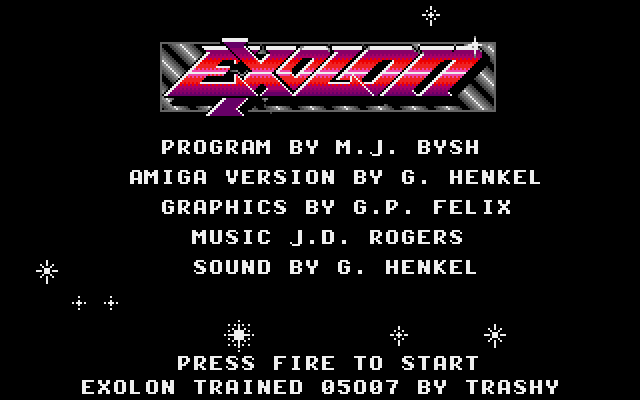 EXOLON
PROGRAM BY M.J. BYSH
AMIGA VERSION BY G. HENKEL
GRAPHICS BY G.P. FELIX
MUSIC J.D. ROGERS
SOUND BY G. HENKEL
PRESS FIRE TO START
EXOLON TRAINED 05007 BY TRASHY